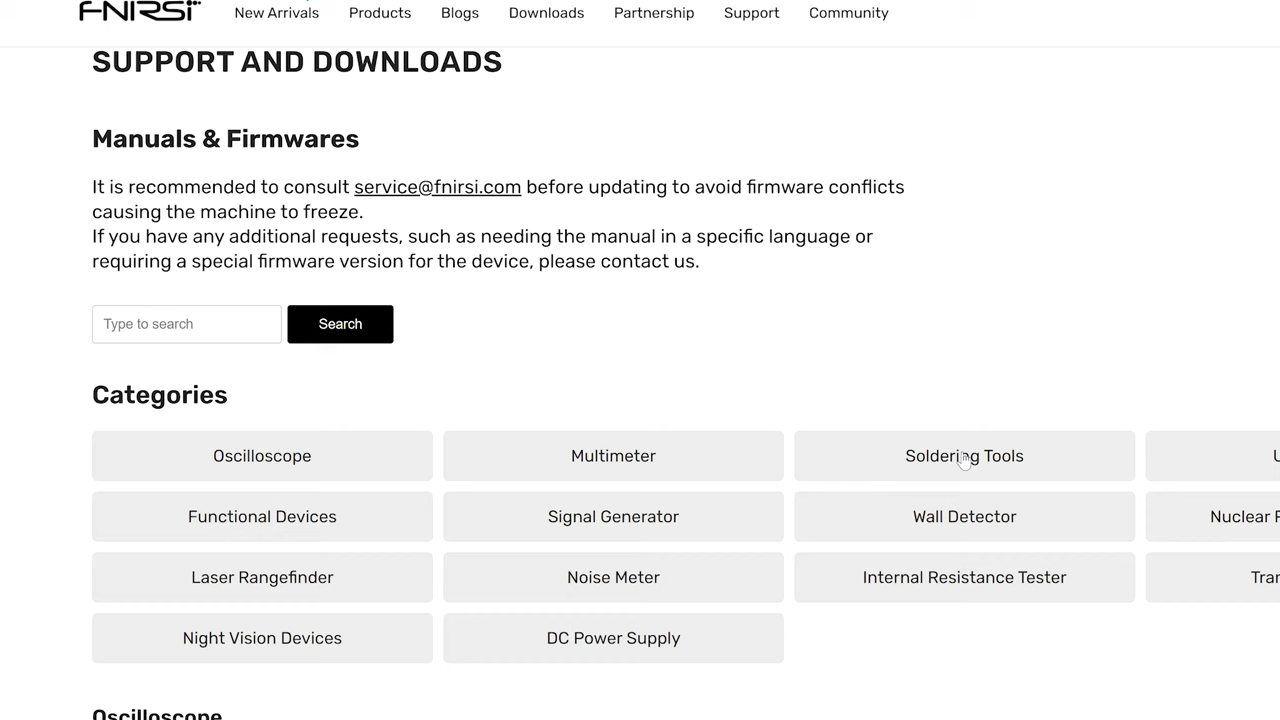 FNIRSI
New Arrivals Products Blogs Downloads Partnership Support Community
SUPPORT AND DOWNLOADS
Manuals & Firmwares
It is recommended to consult service@fnirsi.com before updating to avoid firmware conflicts
causing the machine to freeze.
If you have any additional requests, such as needing the manual in a specific language or
requiring a special firmware version for the device, please contact us.
Type to search Search
Categories
Oscilloscope Multimeter Soldering Tools
Functional Devices Signal Generator Wall Detector Nuclear
Laser Rangefinder Noise Meter Internal Resistance Tester
Night Vision Devices DC Power Supply
Oscilloscope